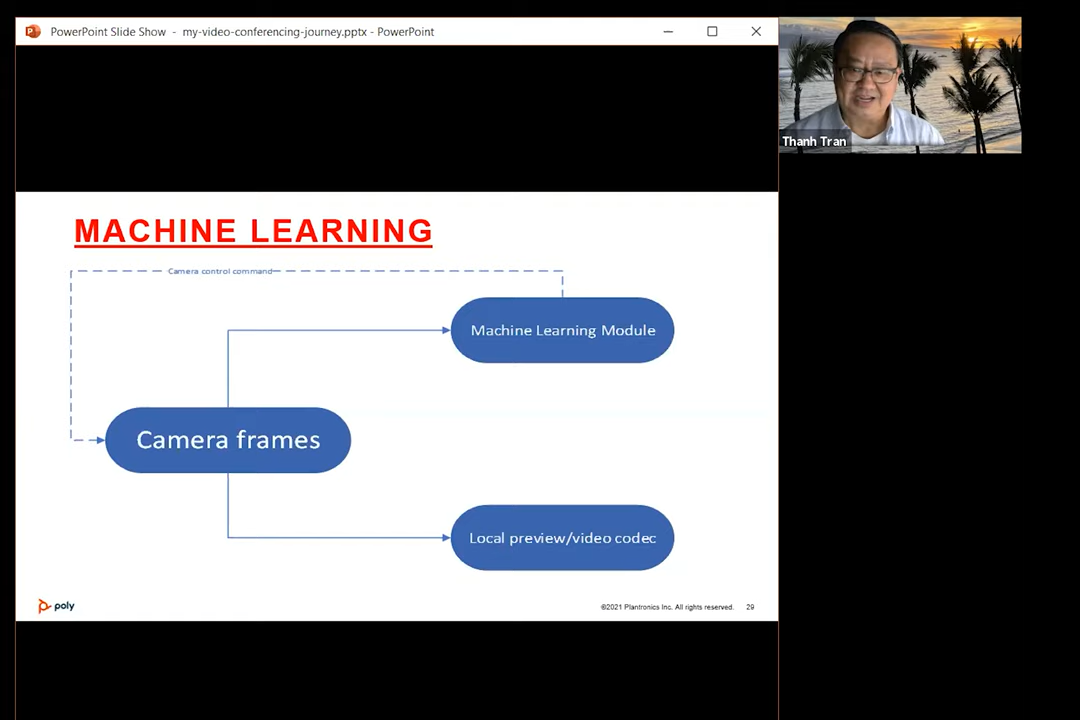 PowerPoint Slide Show - my-video-conferencing-journey.pptx - PowerPoint
Thanh Tran
MACHINE LEARNING
Camera control command
Machine Learning Module
Camera frames
Local preview/video codec
poly
©2021 Plantronics Inc. All rights reserved. 29